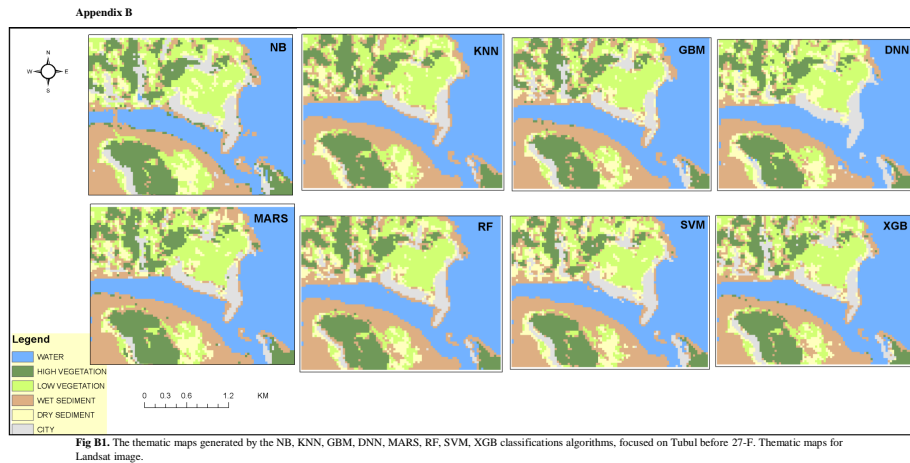 Appendix B
N
W E
S
NB
KNN
GBM
DNN
MARS
RF
SVM
XGB
Legend
WATER
HIGH VEGETATION
LOW VEGETATION
WET SEDIMENT
DRY SEDIMENT
CITY
0 0.3 0.6 1.2 KM
Fig B1. The thematic maps generated by the NB, KNN, GBM, DNN, MARS, RF, SVM, XGB classifications algorithms, focused on Tubul before 27-F. Thematic maps for
Landsat image.